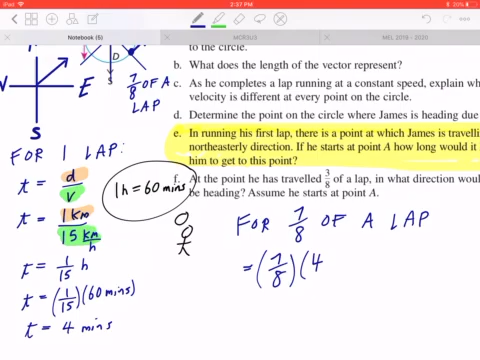 2:37 PM
Notebook (5)
MCR3U3
MEL 2019 - 2020
to the circle.
b. What does the length of the vector represent?
c. As he completes a lap running at a constant speed, explain wh
velocity is different at every point on the circle.
d. Determine the point on the circle where James is heading due
e. In running his first lap, there is a point at which James is travelli
northeasterly direction. If he starts at point A how long would it
him to get to this point?
f. At the point he has travelled 3/8 of a lap, in what direction would
be heading? Assume he starts at point A.
D
E
S
S
7/8 OF A
LAP
FOR 1 LAP:
t = d/v
t = 1 km / 15 km/h
t = 1/15 h
t = (1/15)(60 mins)
t = 4 mins
1h = 60 mins
FOR 7/8 OF A LAP
= (7/8)(4